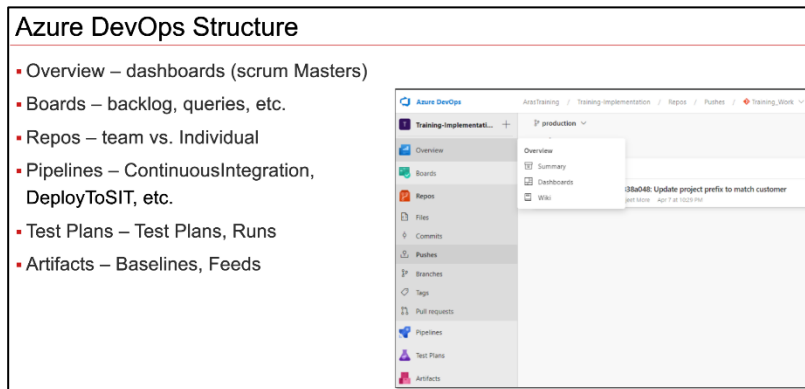 Azure DevOps Structure
▪ Overview – dashboards (scrum Masters)
▪ Boards – backlog, queries, etc.
▪ Repos – team vs. Individual
▪ Pipelines – ContinuousIntegration,
DeployToSIT, etc.
▪ Test Plans – Test Plans, Runs
▪ Artifacts – Baselines, Feeds
Azure DevOps
ArasTraining / Training-Implementation / Repos / Pushes / Training_Work
T Training-Implementati... +
production
Overview
Boards
Repos
Files
Commits
Pushes
Branches
Tags
Pull requests
Pipelines
Test Plans
Artifacts
Overview
Summary
Dashboards
Wiki
38a048: Update project prefix to match customer
Apr 7 at 10:29 PM